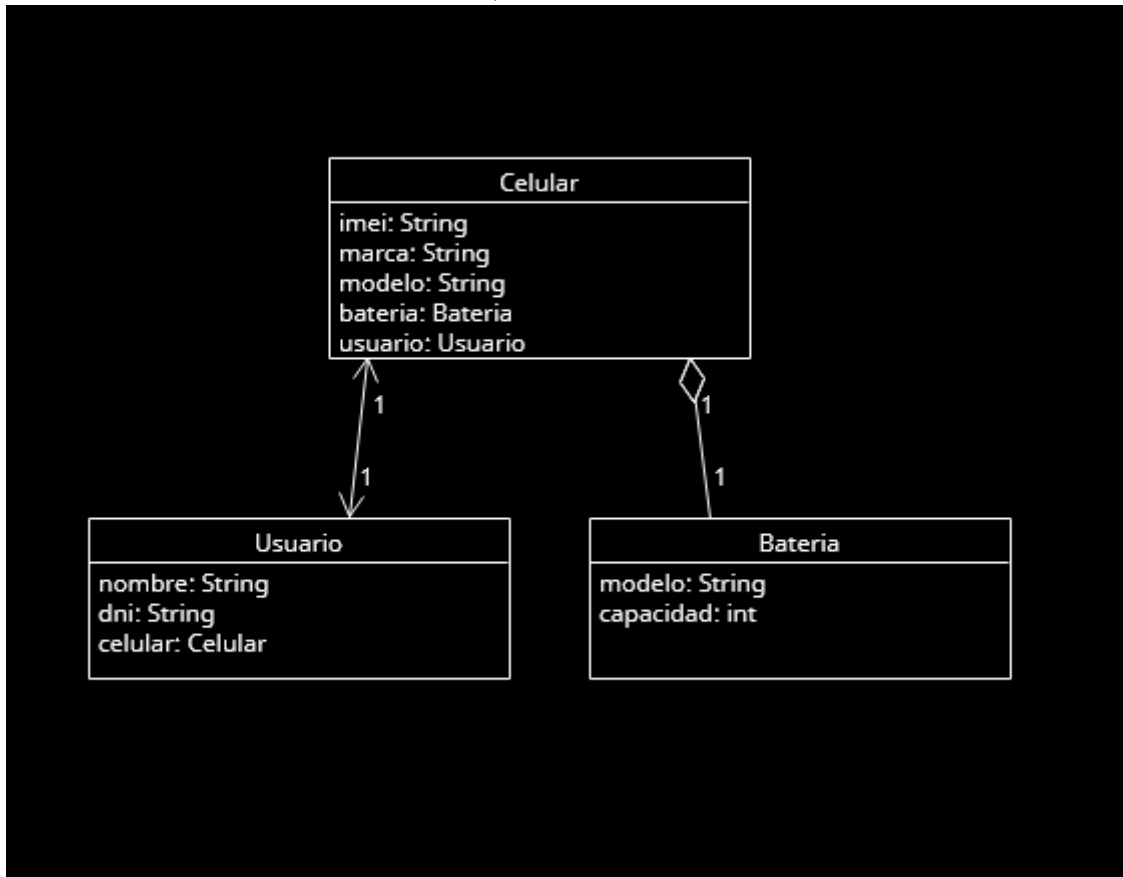 Celular
imei: String
marca: String
modelo: String
bateria: Bateria
usuario: Usuario
1
1
1
1
Usuario
nombre: String
dni: String
celular: Celular
Bateria
modelo: String
capacidad: int